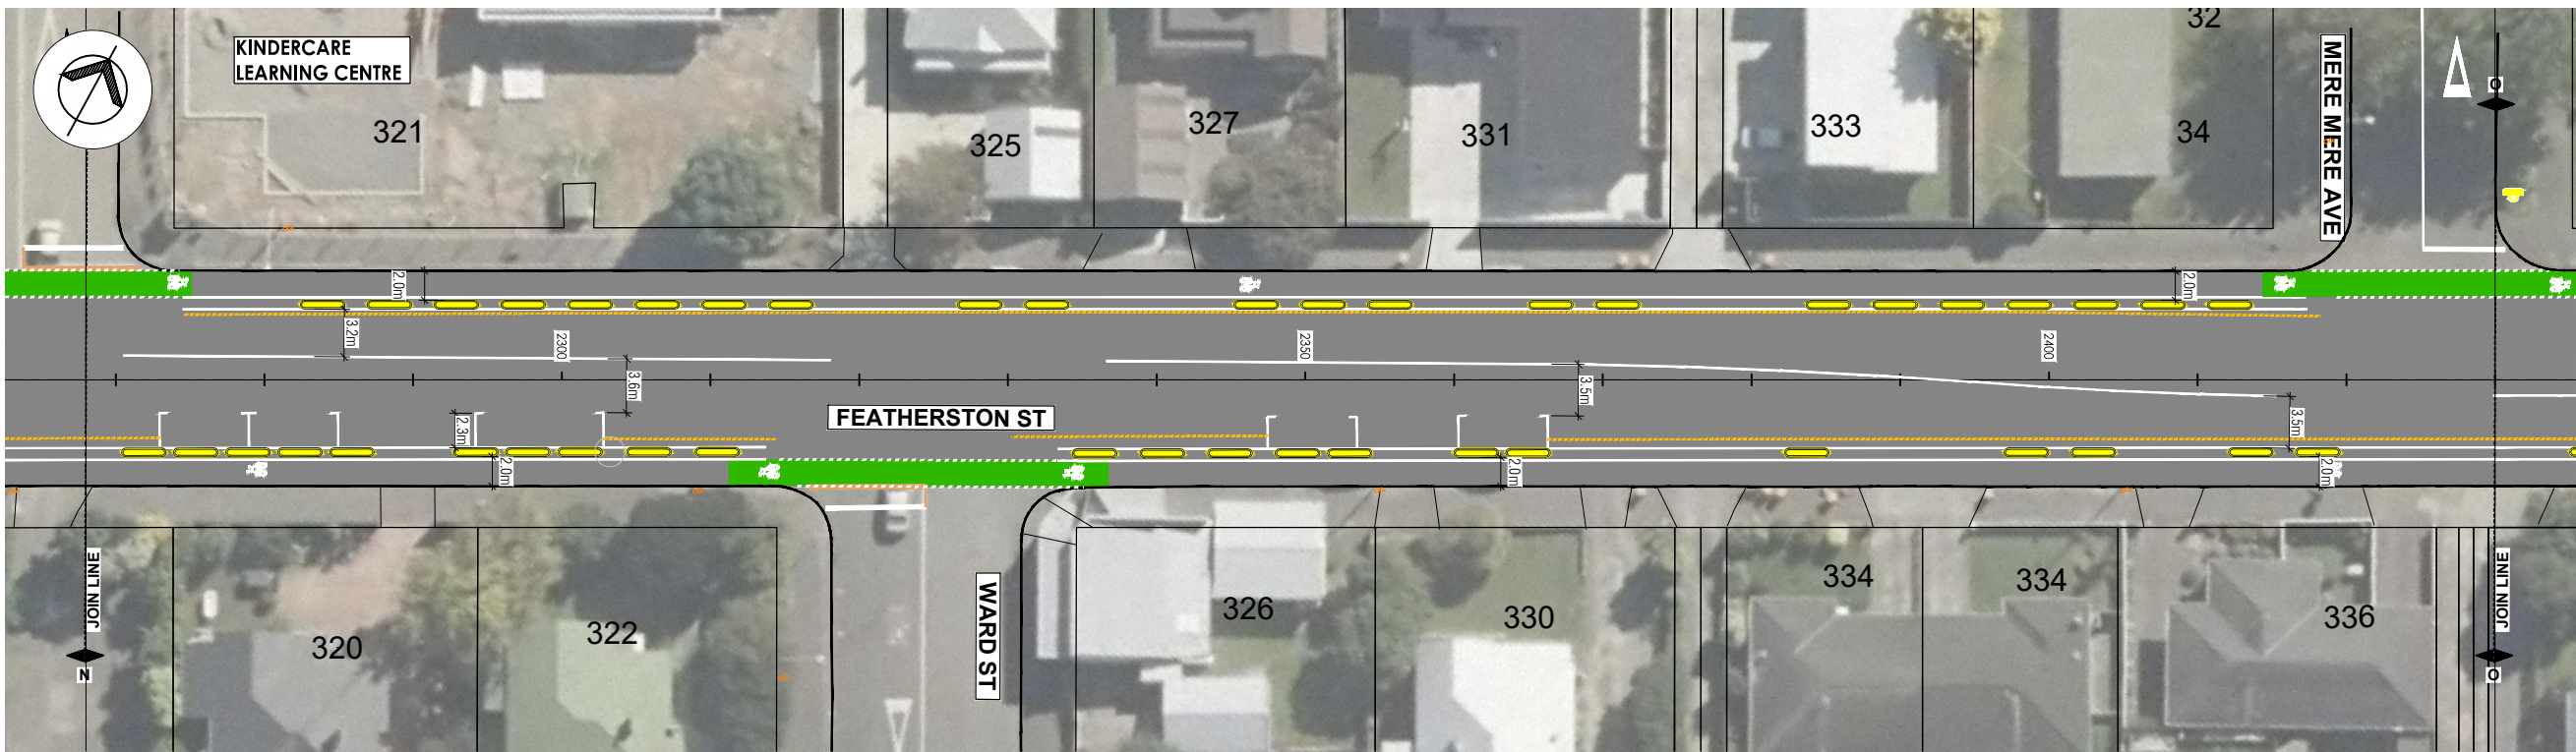 KINDERCARE
LEARNING CENTRE
321
325
327
331
333
32
34
MERE MERE AVE
O
2.0m
2.0m
3.2m
2300
2350
2400
3.6m
3.5m
3.5m
2.3m
FEATHERSTON ST
2.0m
2.0m
2.0m
JOIN LINE
N
320
322
WARD ST
326
330
334
334
336
JOIN LINE
O